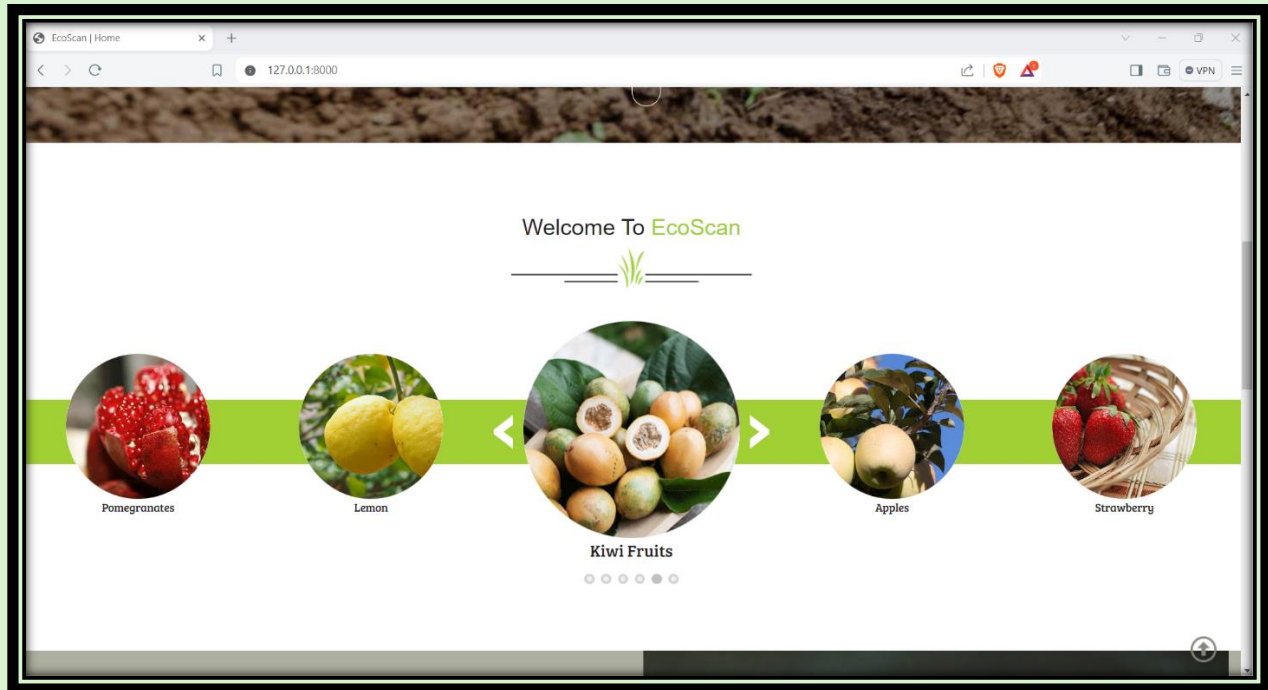 EcoScan | Home
127.0.0.1:8000
VPN
Welcome To EcoScan
Pomegranates
Lemon
Kiwi Fruits
Apples
Strawberry